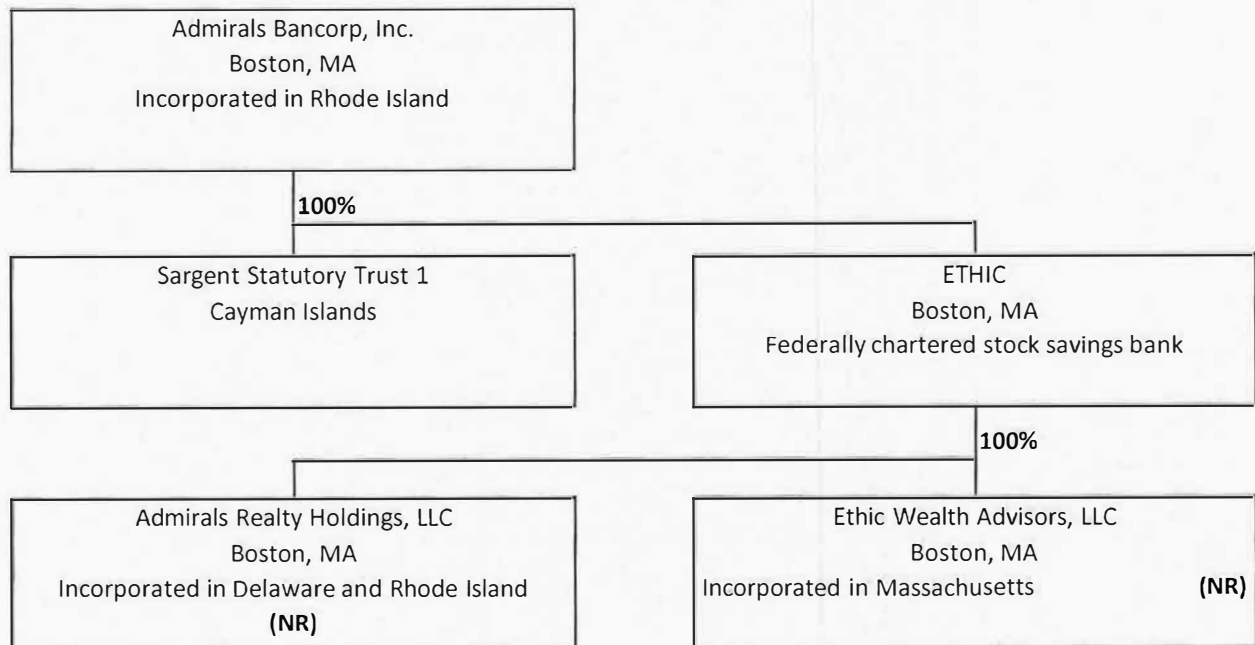 Admirals Bancorp, Inc.
Boston, MA
Incorporated in Rhode Island
100%
Sargent Statutory Trust 1
Cayman Islands
ETHIC
Boston, MA
Federally chartered stock savings bank
100%
Admirals Realty Holdings, LLC
Boston, MA
Incorporated in Delaware and Rhode Island
(NR)
Ethic Wealth Advisors, LLC
Boston, MA
Incorporated in Massachusetts (NR)